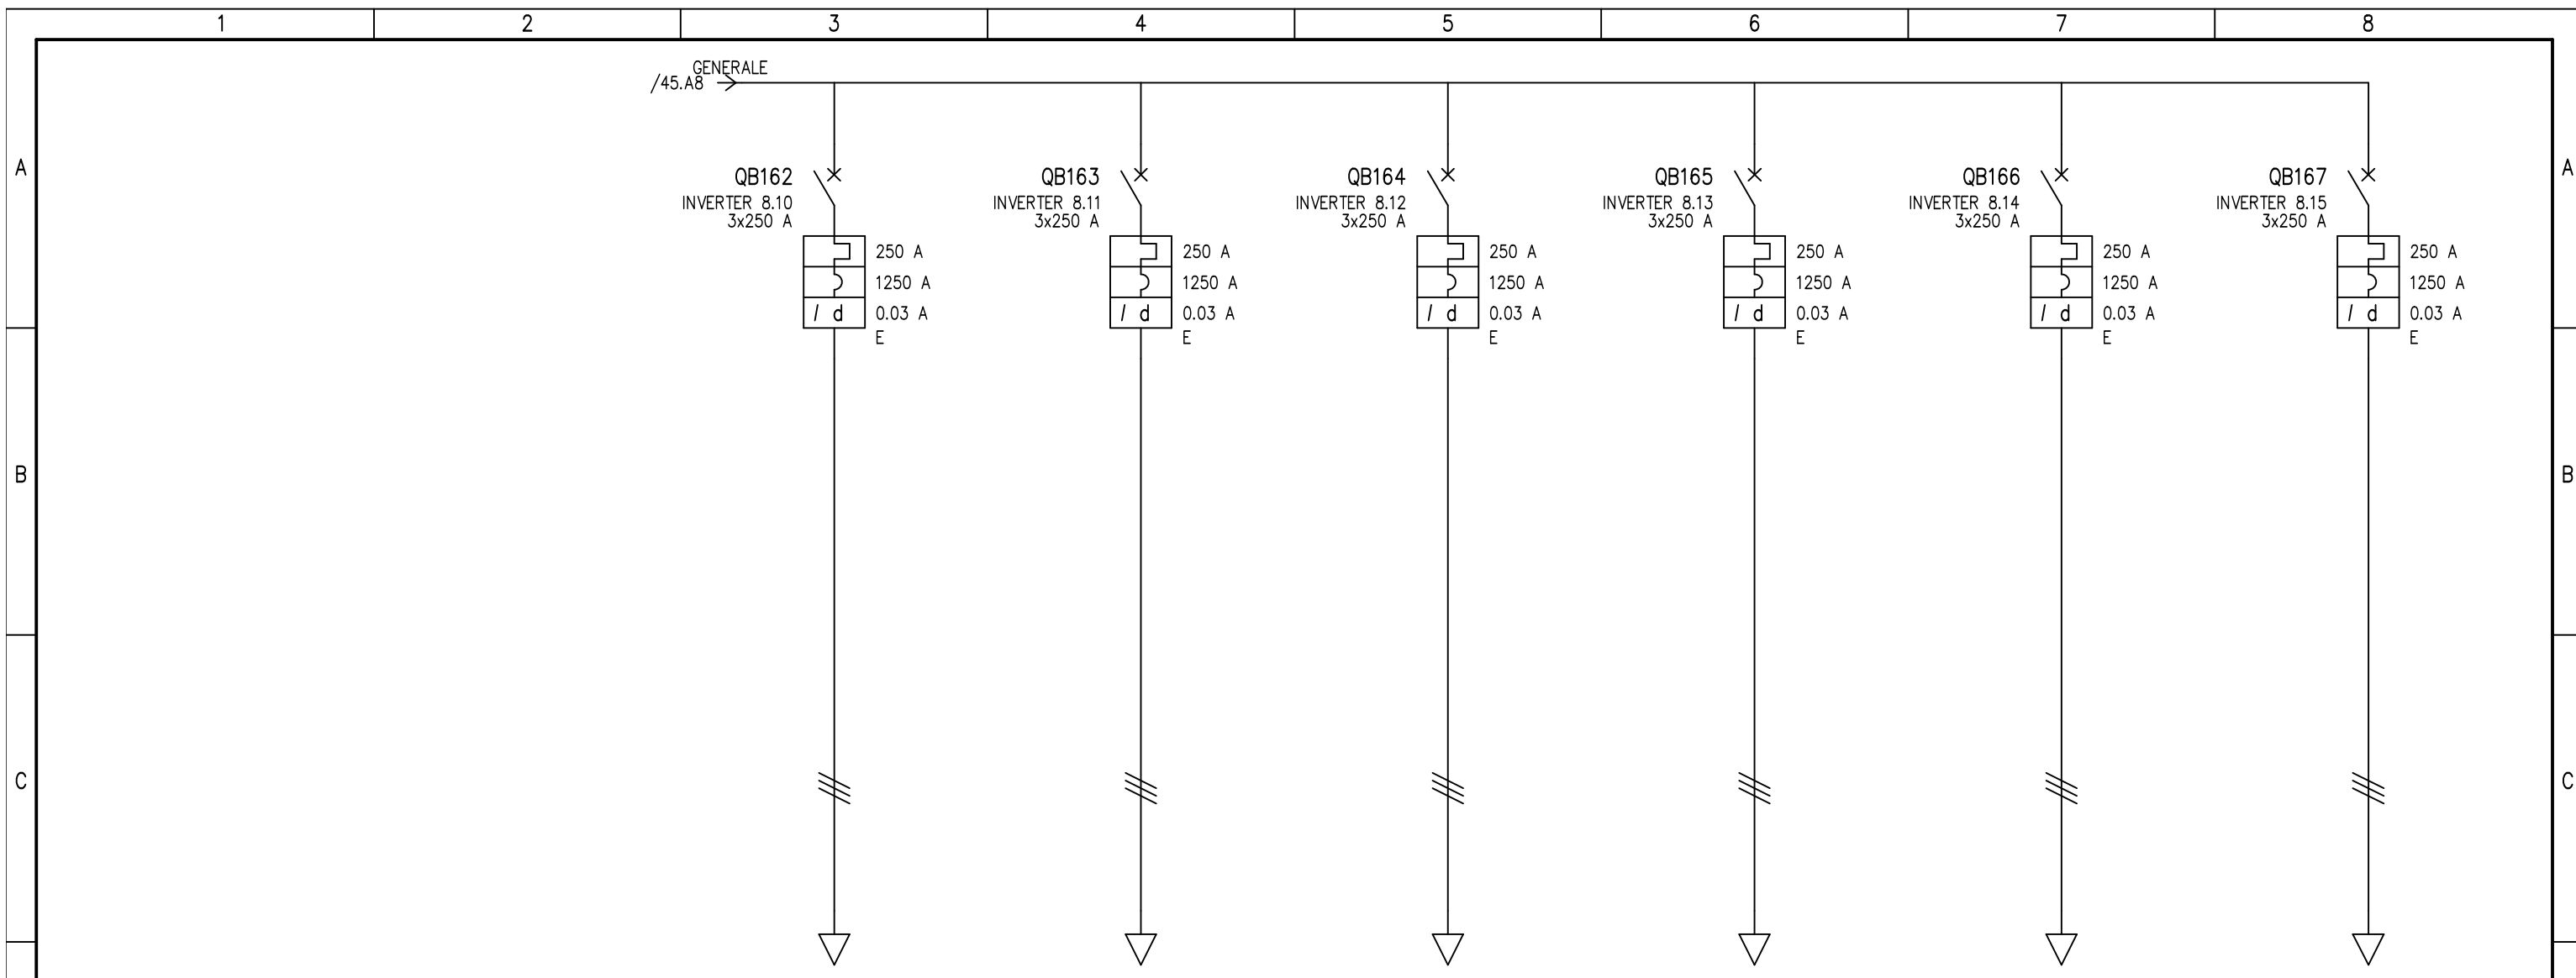 1 2 3 4 5 6 7 8
GENERALE
/45.A8
A A
QB162 QB163 QB164 QB165 QB166 QB167
INVERTER 8.10 INVERTER 8.11 INVERTER 8.12 INVERTER 8.13 INVERTER 8.14 INVERTER 8.15
3x250 A 3x250 A 3x250 A 3x250 A 3x250 A 3x250 A
250 A 250 A 250 A 250 A 250 A 250 A
1250 A 1250 A 1250 A 1250 A 1250 A 1250 A
I d 0.03 A I d 0.03 A I d 0.03 A I d 0.03 A I d 0.03 A I d 0.03 A
E E E E E E
B B
C C